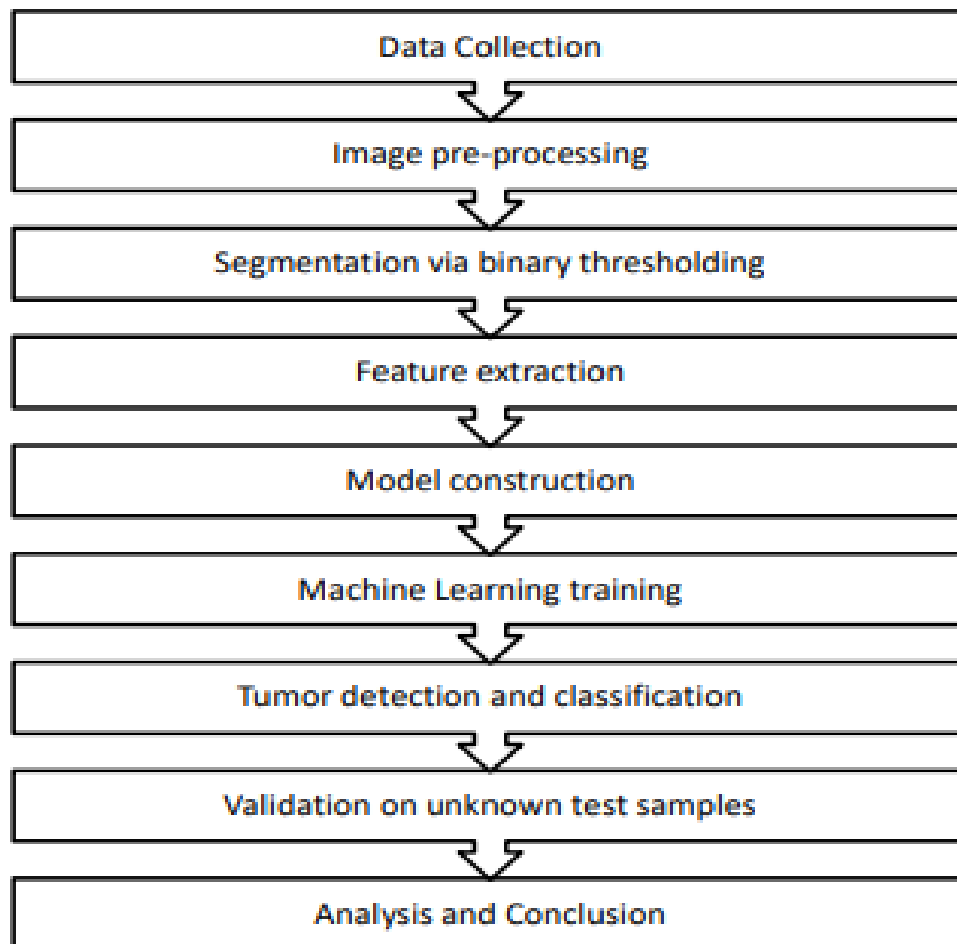 Data Collection
Image pre-processing
Segmentation via binary thresholding
Feature extraction
Model construction
Machine Learning training
Tumor detection and classification
Validation on unknown test samples
Analysis and Conclusion